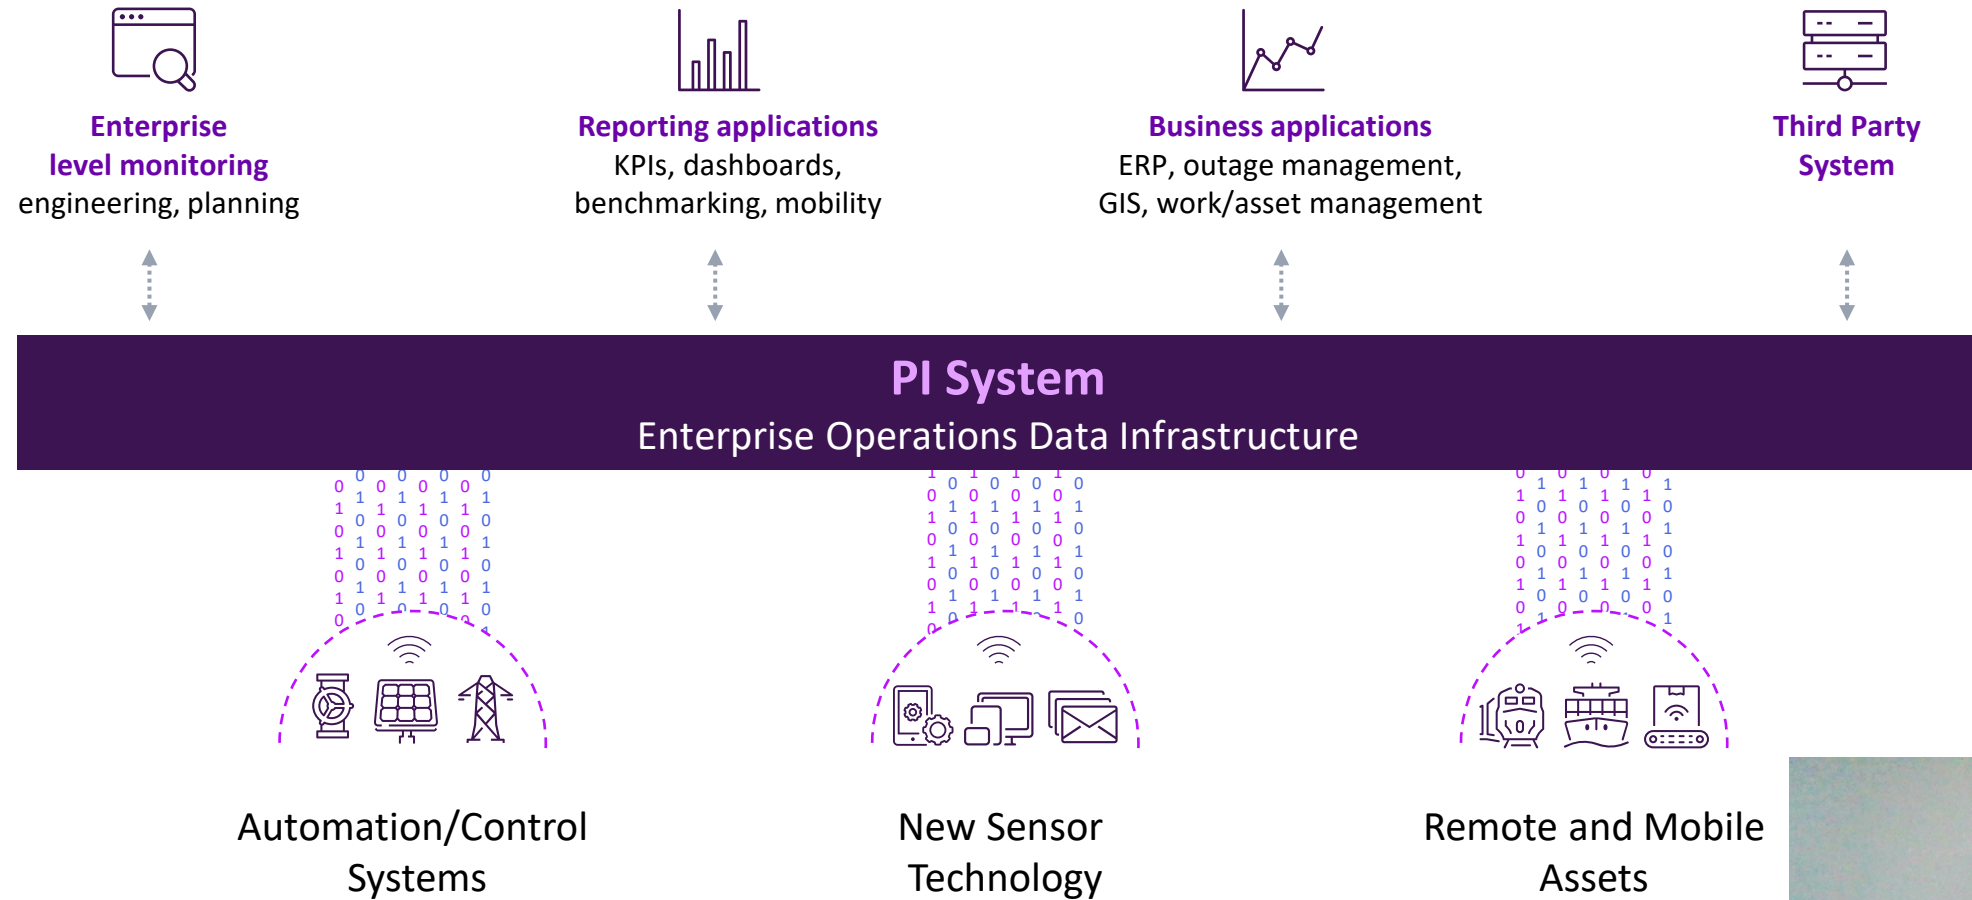 Enterprise
level monitoring
engineering, planning
Reporting applications
KPIs, dashboards,
benchmarking, mobility
Business applications
ERP, outage management,
GIS, work/asset management
Third Party
System
PI System
Enterprise Operations Data Infrastructure
Automation/Control
Systems
New Sensor
Technology
Remote and Mobile
Assets